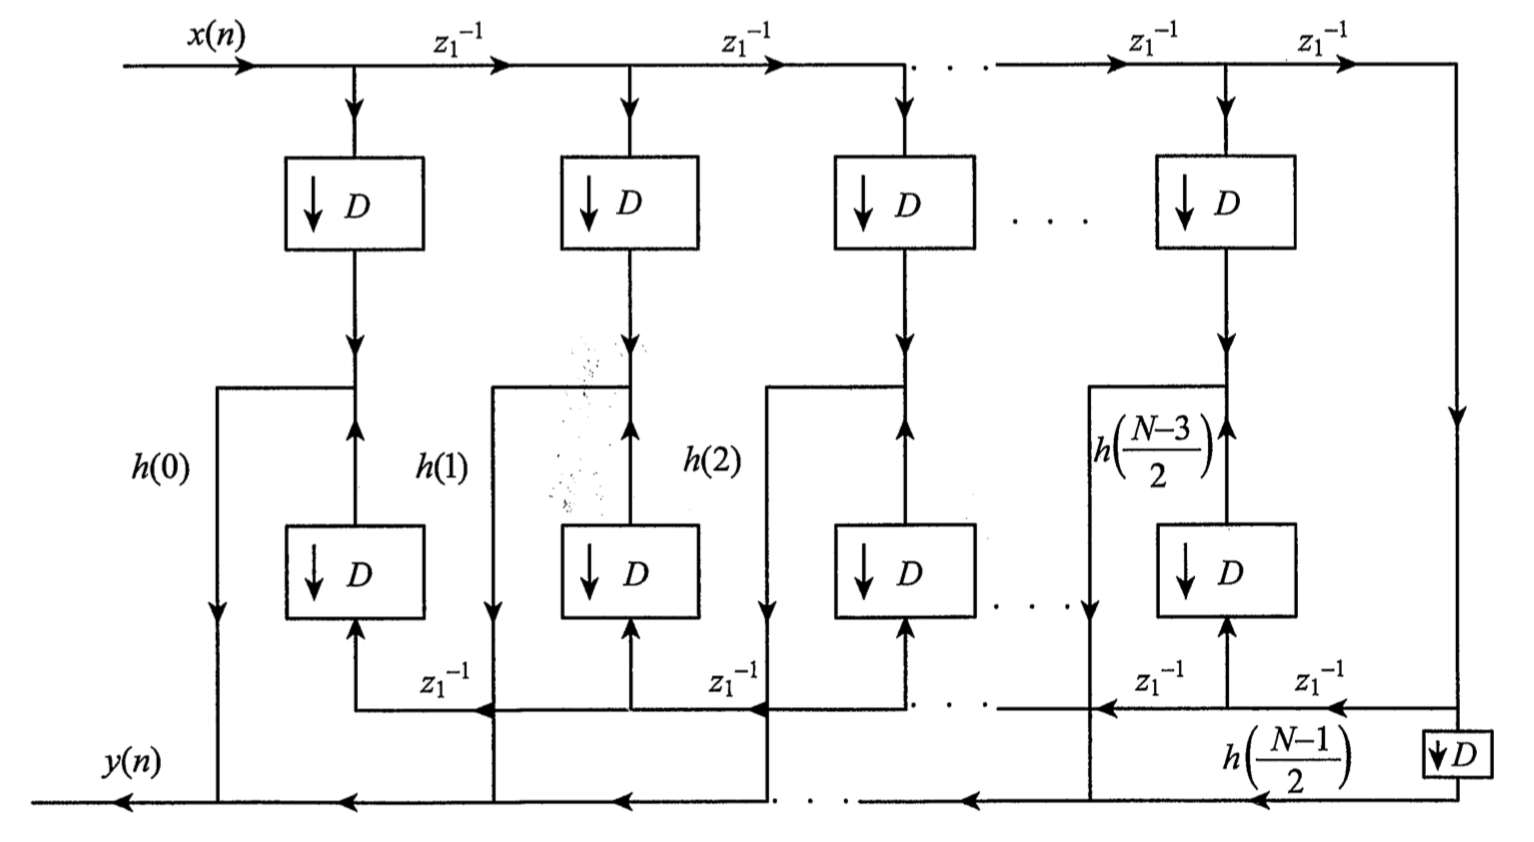 x(n) z₁⁻¹ z₁⁻¹ z₁⁻¹ z₁⁻¹
↓ D ↓ D ↓ D . . . ↓ D
h(0) h(1) h(2) h((N–3)/2)
↓ D ↓ D ↓ D . . . . ↓ D
z₁⁻¹ z₁⁻¹ z₁⁻¹ z₁⁻¹
y(n) h((N–1)/2) ↓ D